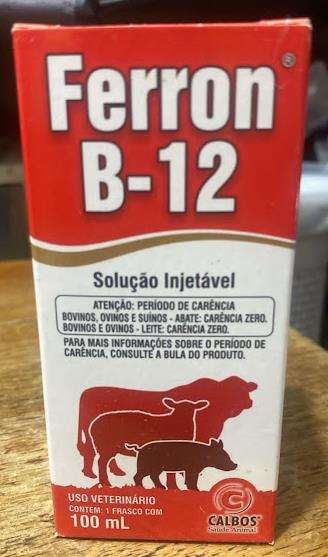 Ferron®
B-12
Solução Injetável
ATENÇÃO: PERÍODO DE CARÊNCIA
BOVINOS, OVINOS E SUÍNOS - ABATE: CARÊNCIA ZERO.
BOVINOS E OVINOS - LEITE: CARÊNCIA ZERO.
PARA MAIS INFORMAÇÕES SOBRE O PERÍODO DE
CARÊNCIA, CONSULTE A BULA DO PRODUTO.
USO VETERINÁRIO
CONTÉM: 1 FRASCO COM
100 mL
CALBOS®
Saúde Animal